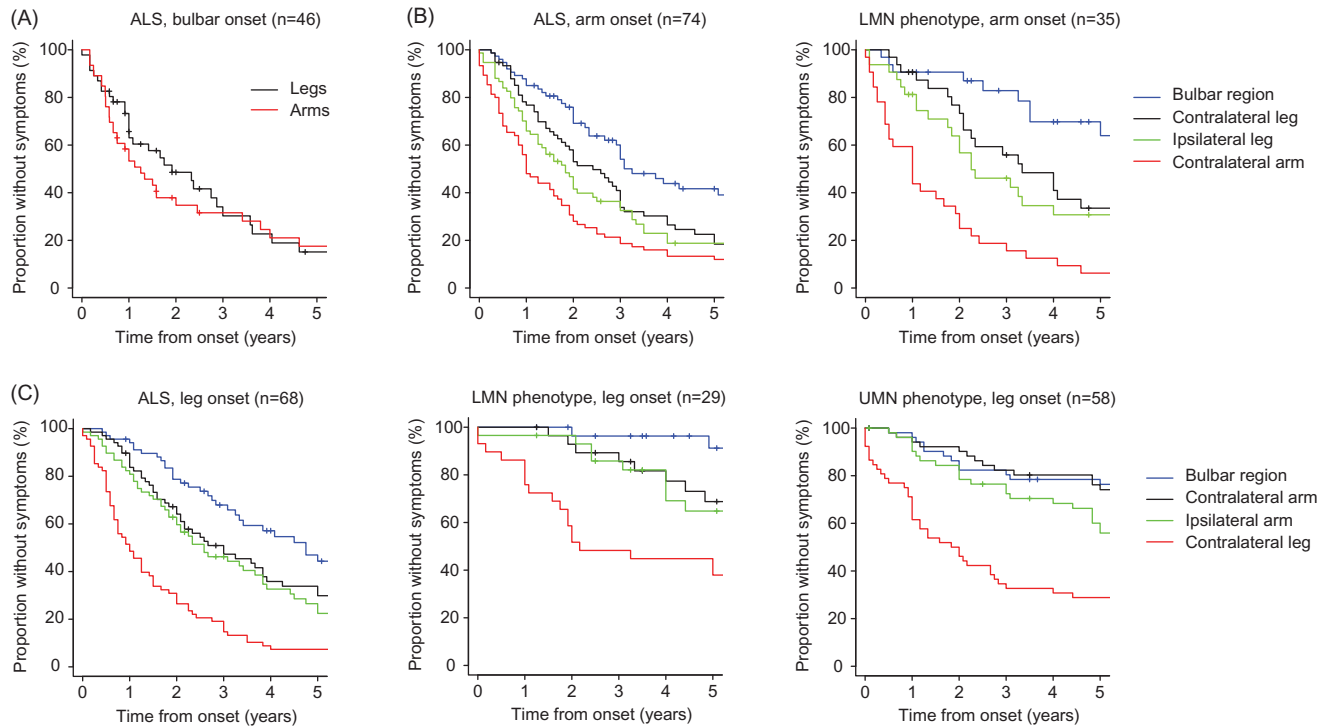 (A)
ALS, bulbar onset (n=46)
Proportion without symptoms (%)
100
80
60
40
20
0
Legs
Arms
0 1 2 3 4 5
Time from onset (years)
(B)
ALS, arm onset (n=74)
Proportion without symptoms (%)
100
80
60
40
20
0
0 1 2 3 4 5
Time from onset (years)
LMN phenotype, arm onset (n=35)
Proportion without symptoms (%)
100
80
60
40
20
0
0 1 2 3 4 5
Time from onset (years)
Bulbar region
Contralateral leg
Ipsilateral leg
Contralateral arm
(C)
ALS, leg onset (n=68)
Proportion without symptoms (%)
100
80
60
40
20
0
0 1 2 3 4 5
Time from onset (years)
LMN phenotype, leg onset (n=29)
Proportion without symptoms (%)
100
80
60
40
20
0
0 1 2 3 4 5
Time from onset (years)
UMN phenotype, leg onset (n=58)
Proportion without symptoms (%)
100
80
60
40
20
0
0 1 2 3 4 5
Time from onset (years)
Bulbar region
Contralateral arm
Ipsilateral arm
Contralateral leg